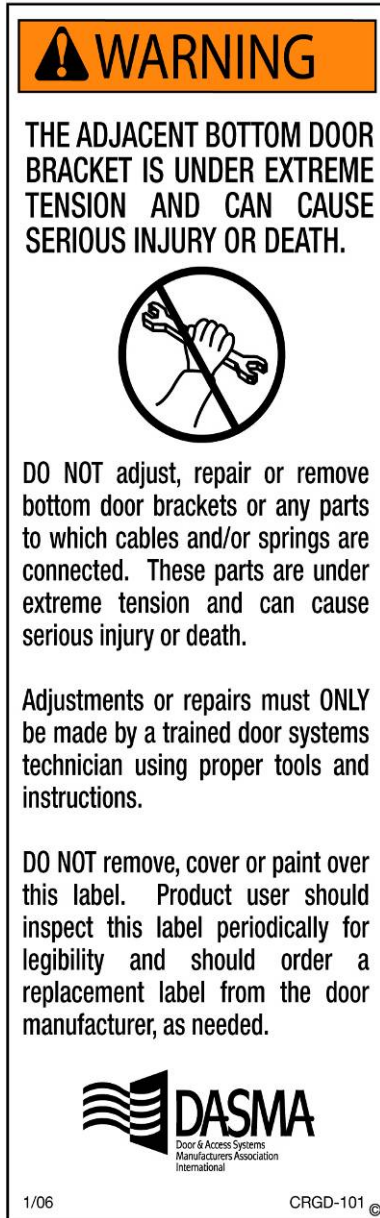 WARNING
THE ADJACENT BOTTOM DOOR
BRACKET IS UNDER EXTREME
TENSION AND CAN CAUSE
SERIOUS INJURY OR DEATH.
DO NOT adjust, repair or remove
bottom door brackets or any parts
to which cables and/or springs are
connected. These parts are under
extreme tension and can cause
serious injury or death.
Adjustments or repairs must ONLY
be made by a trained door systems
technician using proper tools and
instructions.
DO NOT remove, cover or paint over
this label. Product user should
inspect this label periodically for
legibility and should order a
replacement label from the door
manufacturer, as needed.
DASMA
Door & Access Systems
Manufacturers Association
International
1/06 CRGD-101 ©